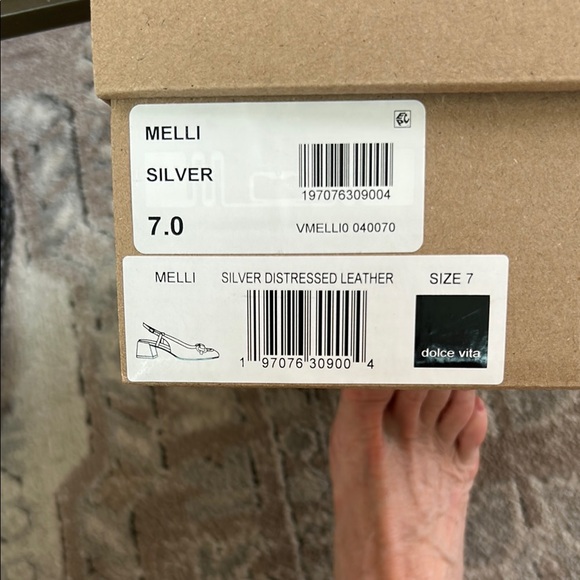 MELLI
SILVER
197076309004
7.0
VMELLI0 040070
MELLI SILVER DISTRESSED LEATHER SIZE 7
1 97076 30900 4
dolce vita